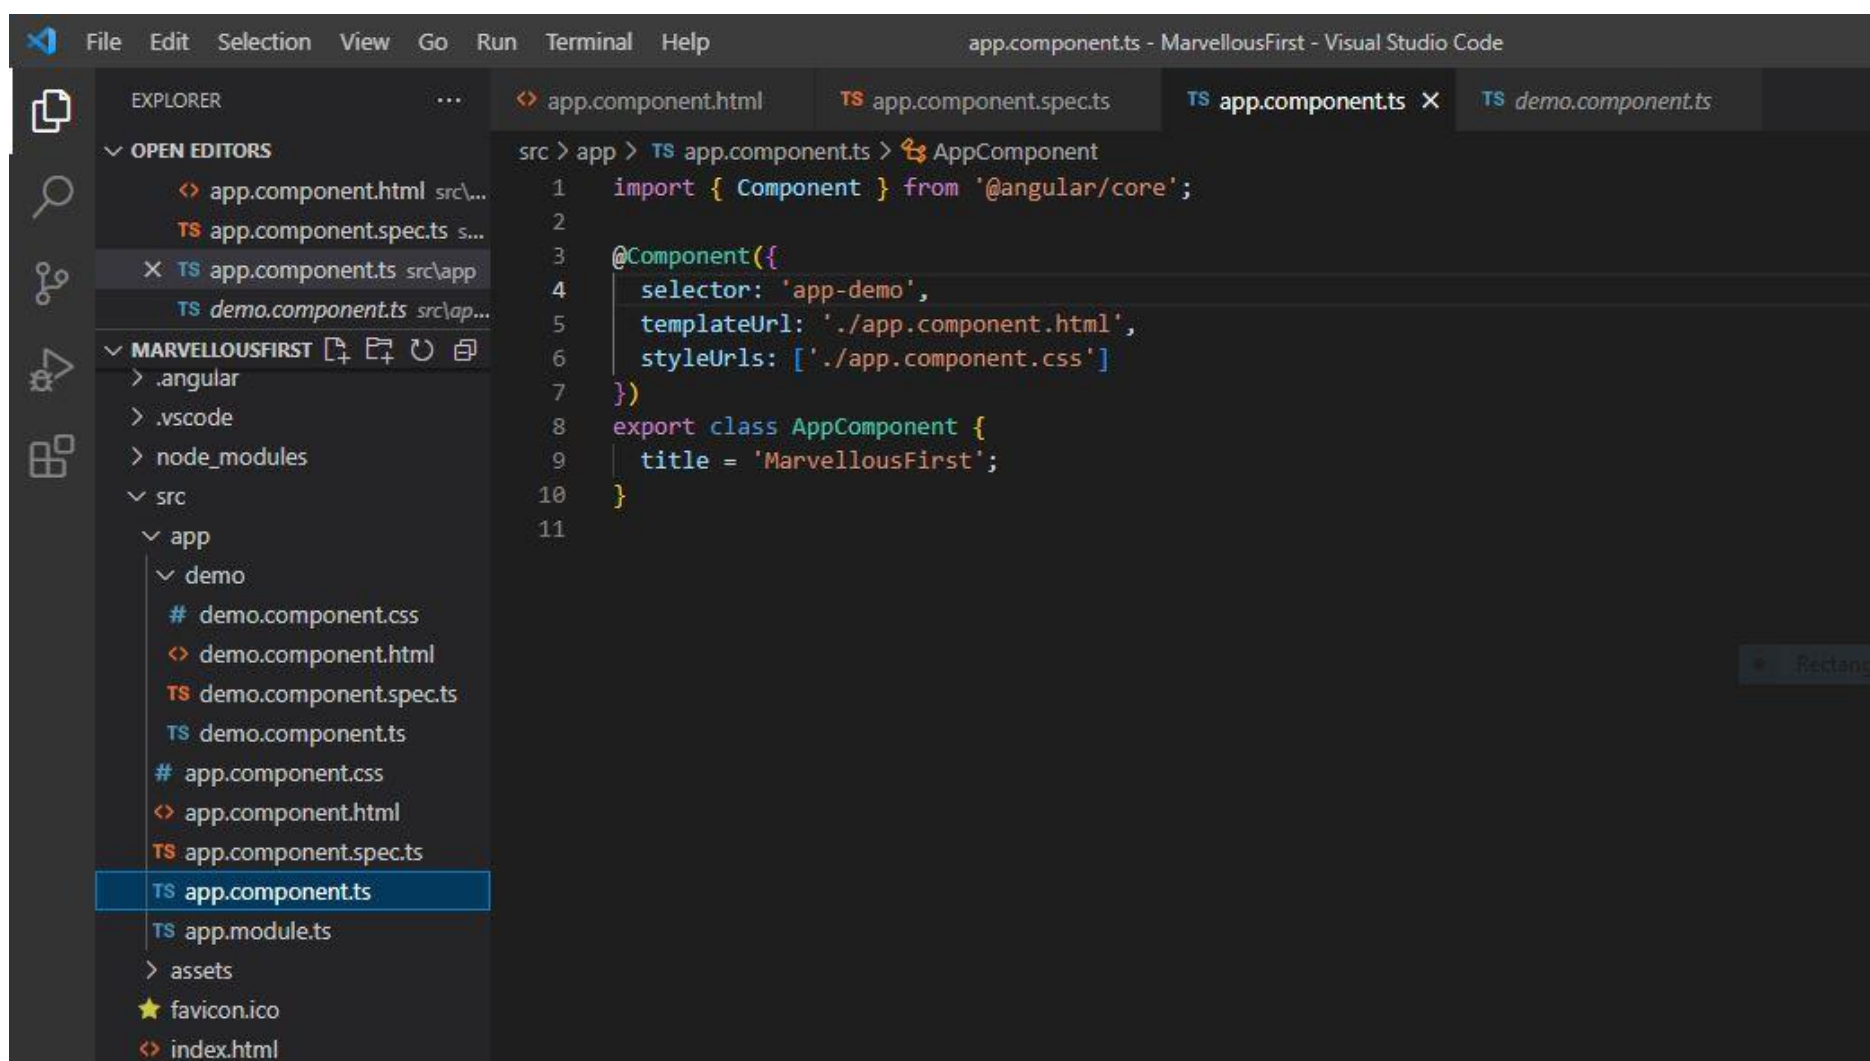 File Edit Selection View Go Run Terminal Help app.component.ts - MarvellousFirst - Visual Studio Code
EXPLORER ...
app.component.html TS app.component.spec.ts TS app.component.ts TS demo.component.ts
OPEN EDITORS
app.component.html src\...
TS app.component.spec.ts s...
TS app.component.ts src\app
TS demo.component.ts src\ap...
MARVELLOUSFIRST
> .angular
> .vscode
> node_modules
src
app
demo
# demo.component.css
<> demo.component.html
TS demo.component.spec.ts
TS demo.component.ts
# app.component.css
<> app.component.html
TS app.component.spec.ts
TS app.component.ts
TS app.module.ts
> assets
favicon.ico
<> index.html
src > app > TS app.component.ts > AppComponent
1 import { Component } from '@angular/core';
2
3 @Component({
4 selector: 'app-demo',
5 templateUrl: './app.component.html',
6 styleUrls: ['./app.component.css']
7 })
8 export class AppComponent {
9 title = 'MarvellousFirst';
10 }
11